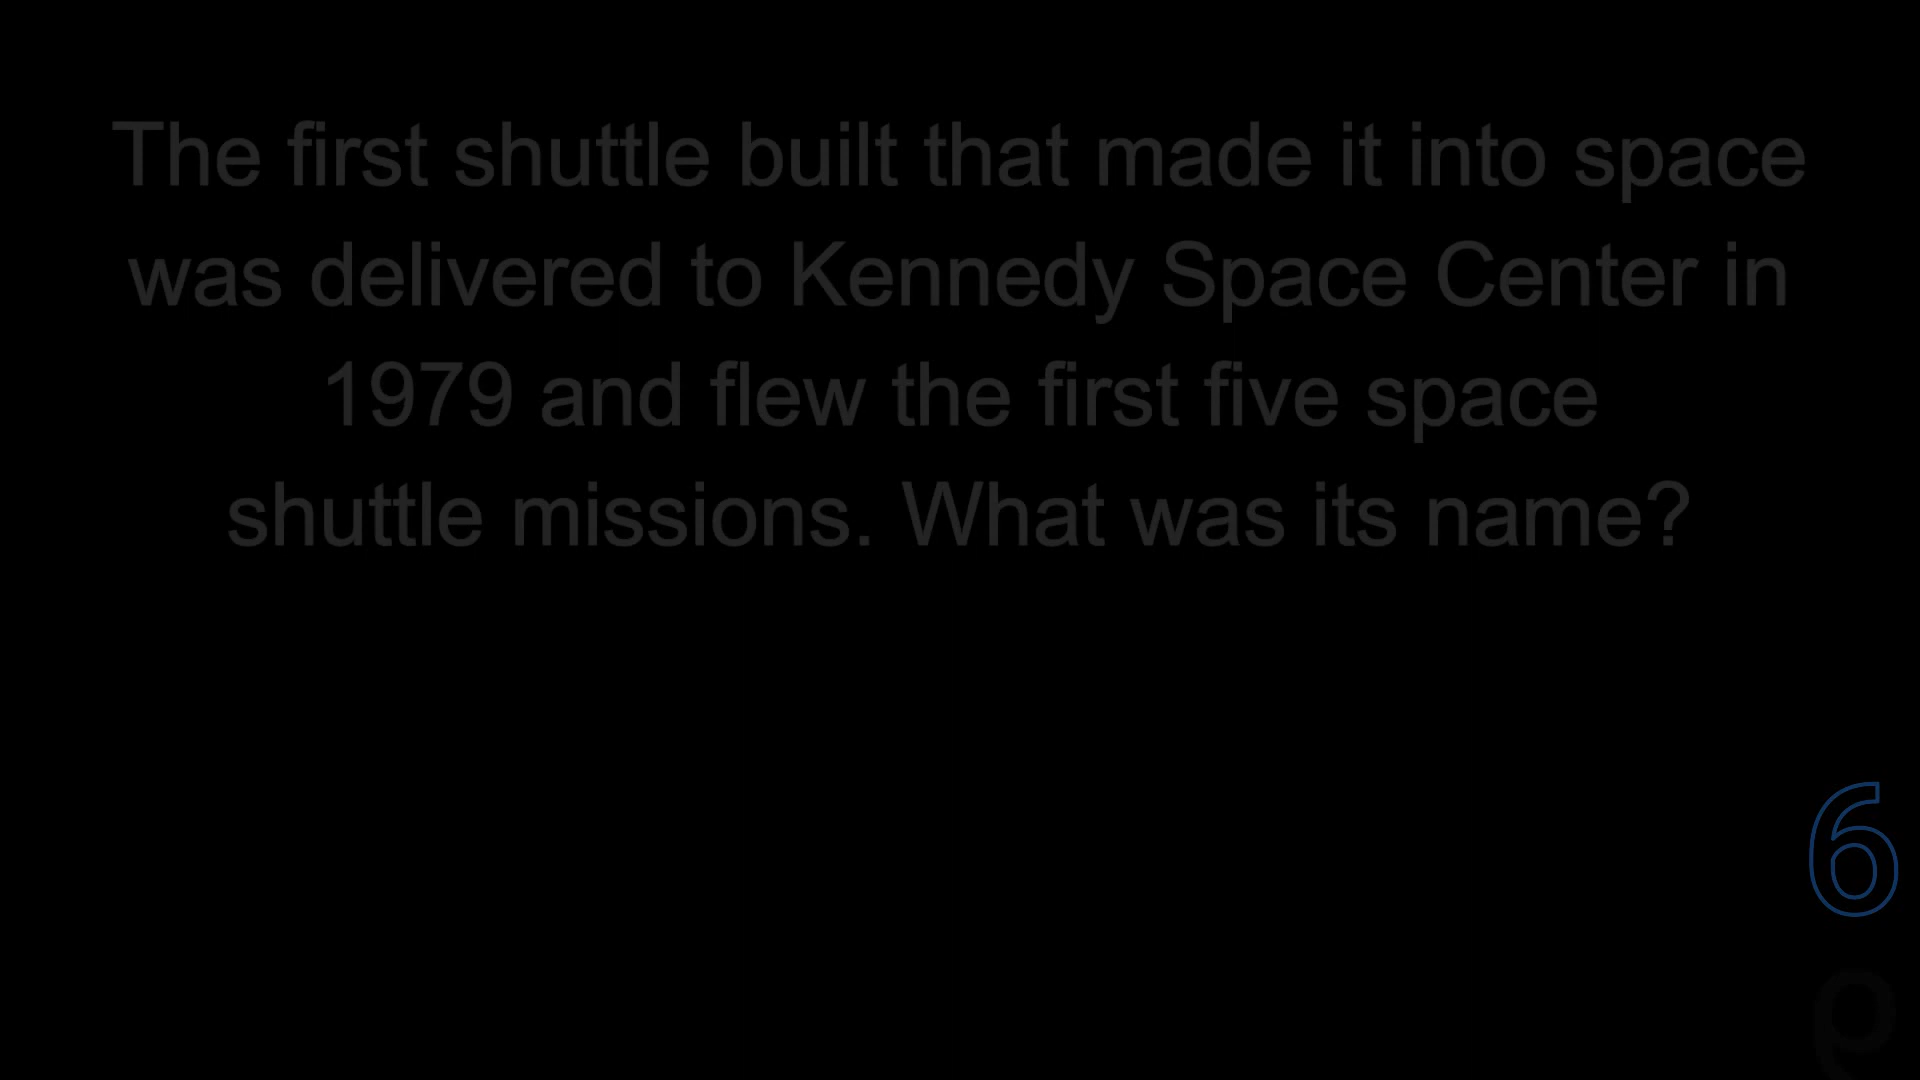 The first shuttle built that made it into space
was delivered to Kennedy Space Center in
1979 and flew the first five space
shuttle missions. What was its name?
6